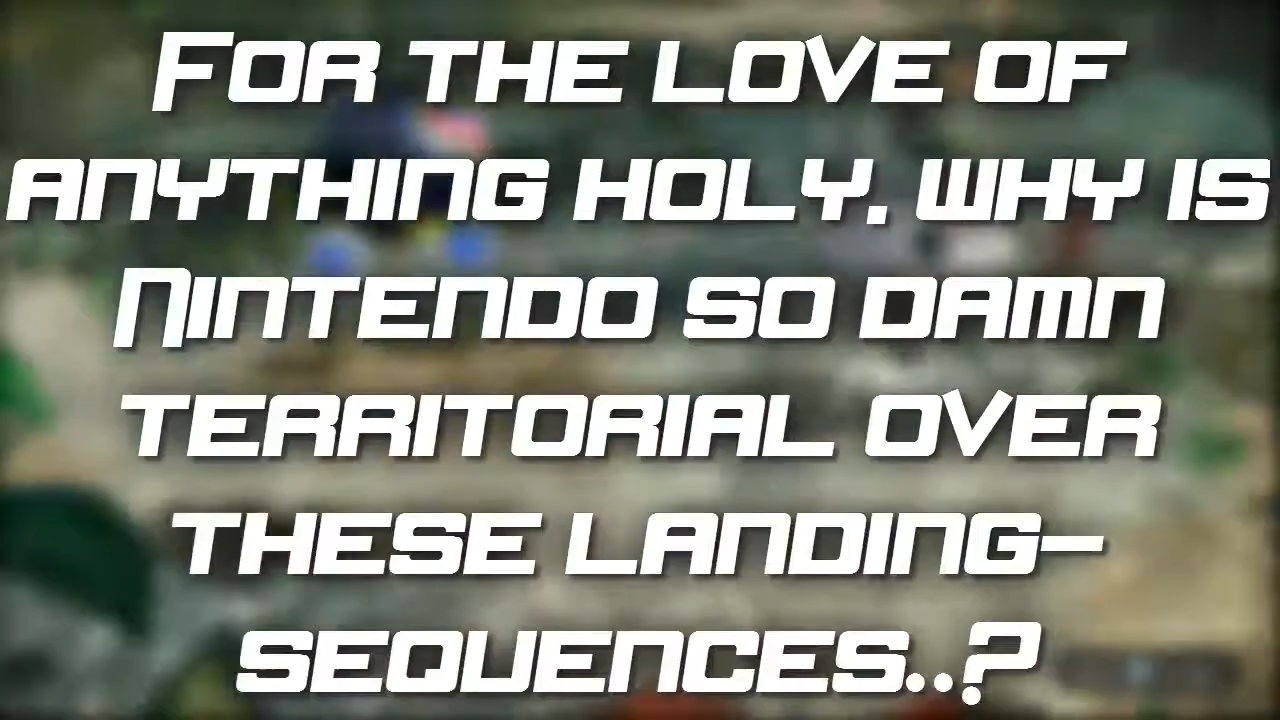 For the love of
anything holy, why is
Nintendo so damn
territorial over
these landing-
sequences..?